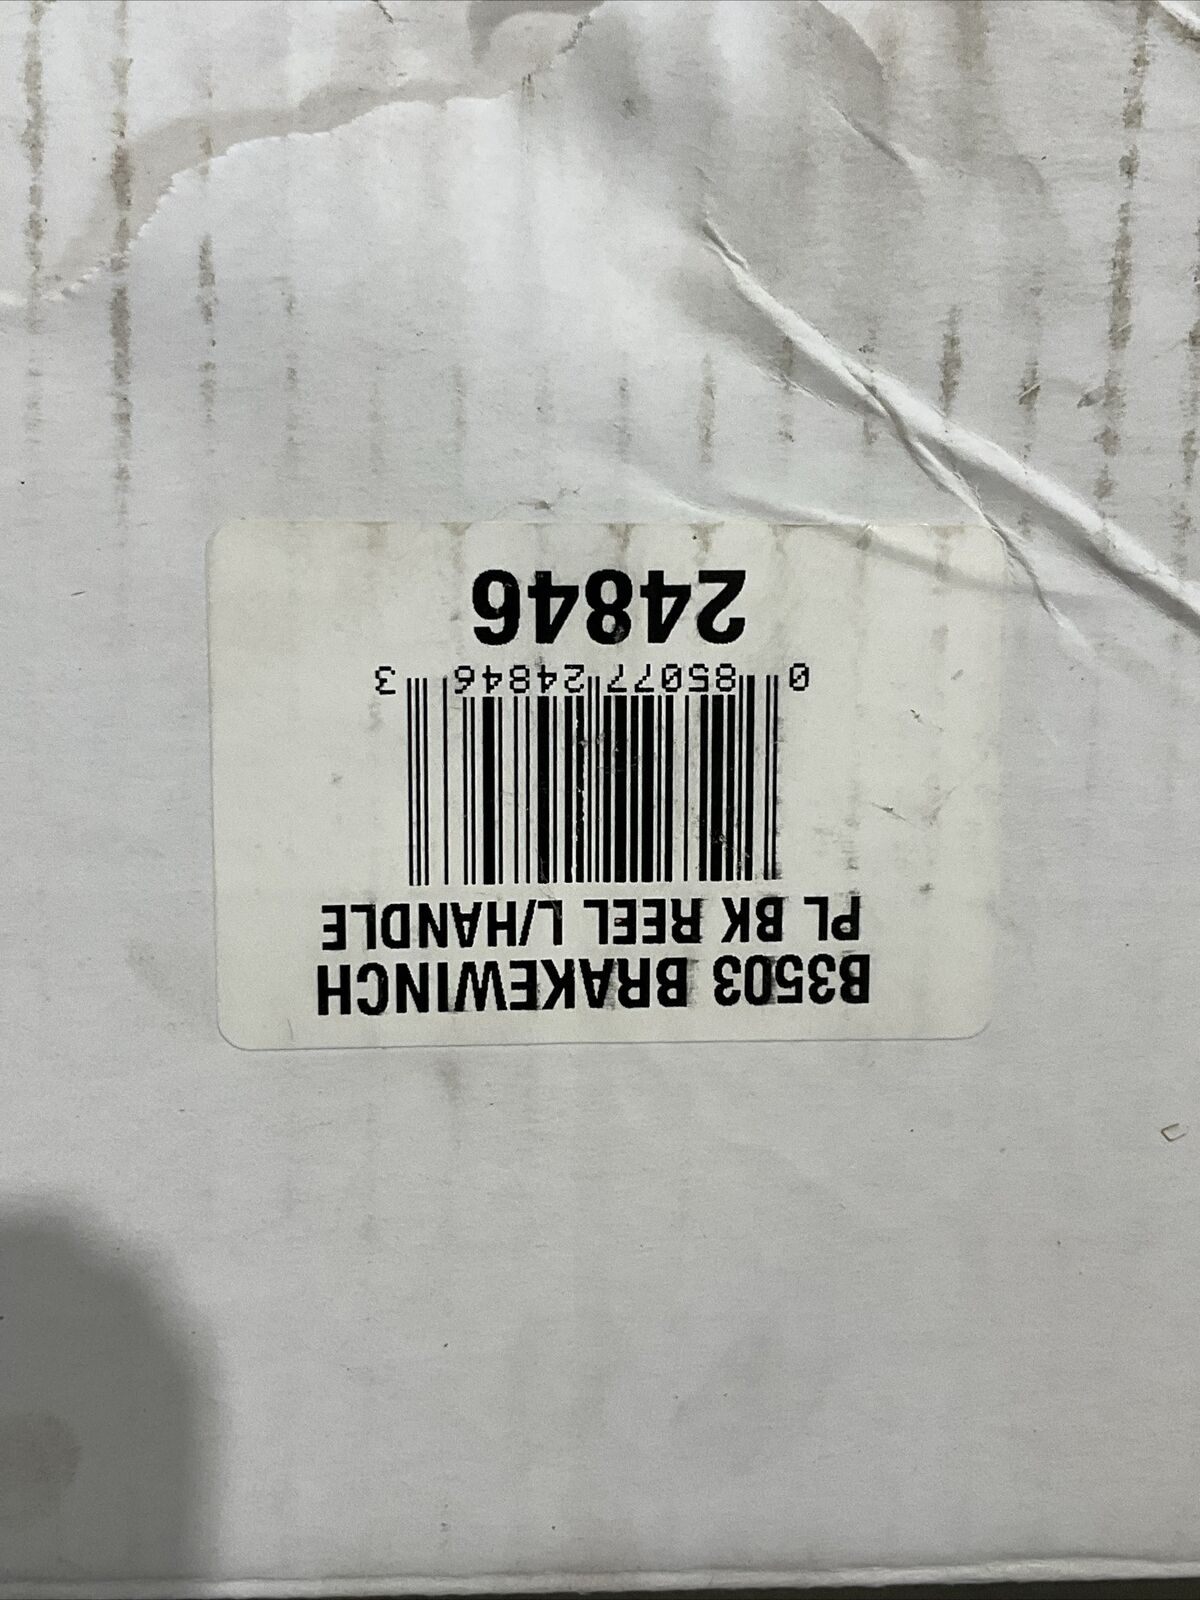 B3503 BRAKEWINCH
PL BK REEL L/HANDLE
0 85077 24846 3
24846